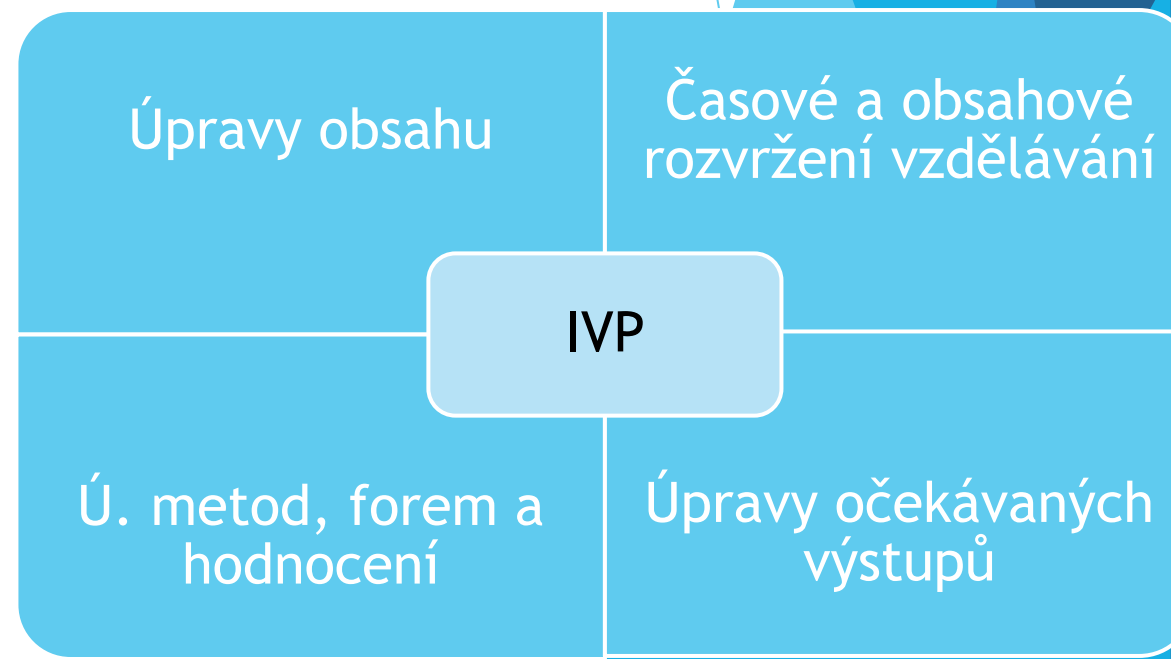 Úpravy obsahu
Časové a obsahové
rozvržení vzdělávání
IVP
Ú. metod, forem a
hodnocení
Úpravy očekávaných
výstupů